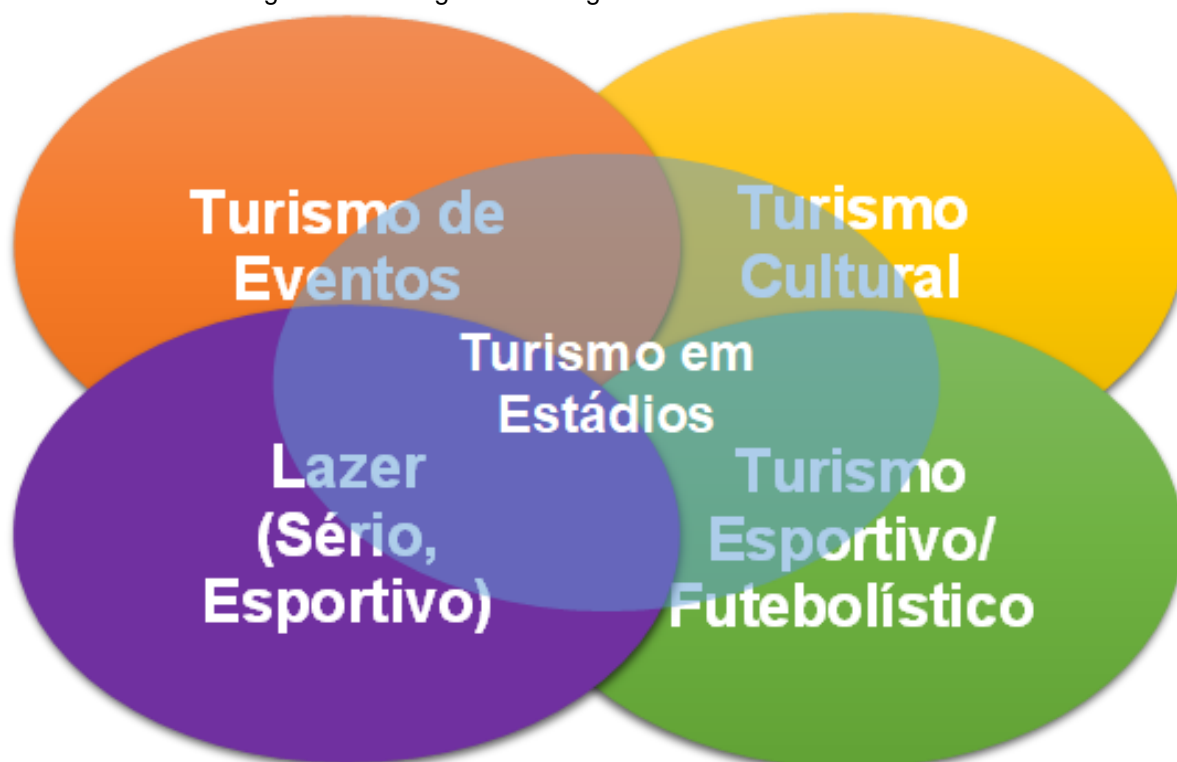 Turismo de
Eventos
Turismo
Cultural
Turismo em
Estádios
Lazer
(Sério,
Esportivo)
Turismo
Esportivo/
Futebolístico